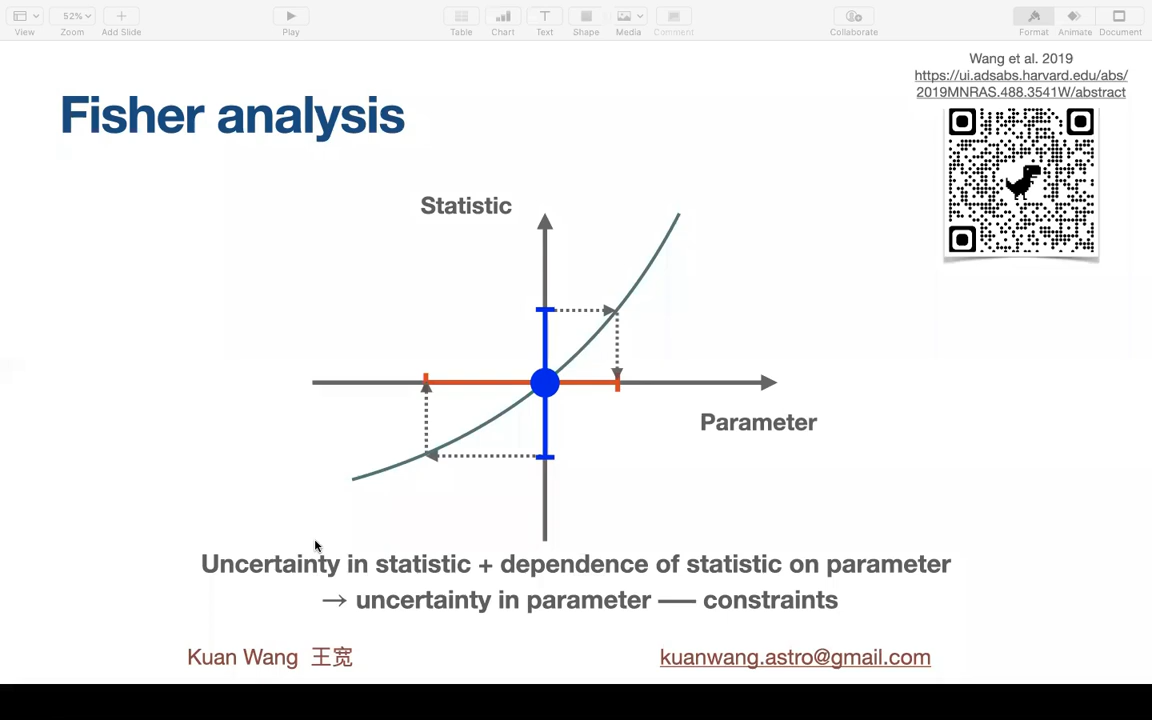 View
52%
Zoom
Add Slide
Play
Table
Chart
Text
Shape
Media
Comment
Collaborate
Format
Animate
Document
Wang et al. 2019
https://ui.adsabs.harvard.edu/abs/
2019MNRAS.488.3541W/abstract
Fisher analysis
Statistic
Parameter
Uncertainty in statistic + dependence of statistic on parameter
→ uncertainty in parameter —– constraints
Kuan Wang 王宽
kuanwang.astro@gmail.com